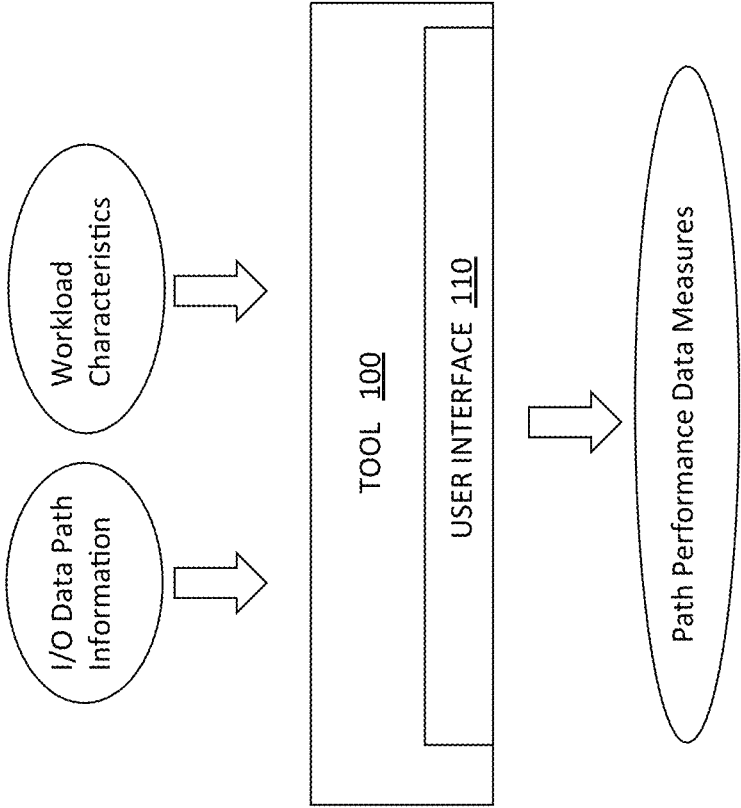 I/O Data Path
Information
Workload
Characteristics
TOOL 100
USER INTERFACE 110
Path Performance Data Measures